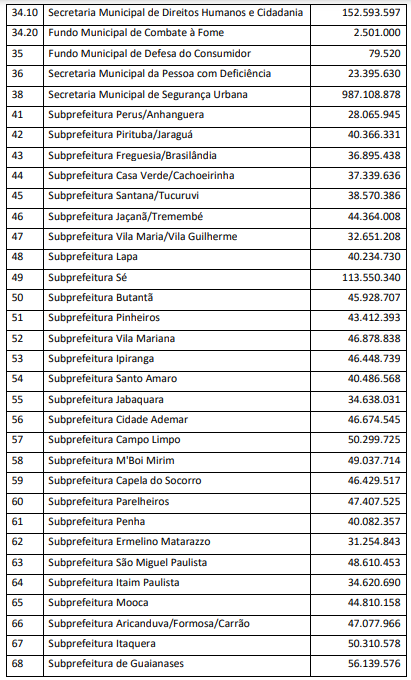 34.10 Secretaria Municipal de Direitos Humanos e Cidadania 152.593.597
34.20 Fundo Municipal de Combate à Fome 2.501.000
35 Fundo Municipal de Defesa do Consumidor 79.520
36 Secretaria Municipal da Pessoa com Deficiência 23.395.630
38 Secretaria Municipal de Segurança Urbana 987.108.878
41 Subprefeitura Perus/Anhanguera 28.065.945
42 Subprefeitura Pirituba/Jaraguá 40.366.331
43 Subprefeitura Freguesia/Brasilândia 36.895.438
44 Subprefeitura Casa Verde/Cachoeirinha 37.339.636
45 Subprefeitura Santana/Tucuruvi 38.570.386
46 Subprefeitura Jaçanã/Tremembé 44.364.008
47 Subprefeitura Vila Maria/Vila Guilherme 32.651.208
48 Subprefeitura Lapa 40.234.730
49 Subprefeitura Sé 113.550.340
50 Subprefeitura Butantã 45.928.707
51 Subprefeitura Pinheiros 43.412.393
52 Subprefeitura Vila Mariana 46.878.838
53 Subprefeitura Ipiranga 46.448.739
54 Subprefeitura Santo Amaro 40.486.568
55 Subprefeitura Jabaquara 34.638.031
56 Subprefeitura Cidade Ademar 46.674.545
57 Subprefeitura Campo Limpo 50.299.725
58 Subprefeitura M'Boi Mirim 49.037.714
59 Subprefeitura Capela do Socorro 46.429.517
60 Subprefeitura Parelheiros 47.407.525
61 Subprefeitura Penha 40.082.357
62 Subprefeitura Ermelino Matarazzo 31.254.843
63 Subprefeitura São Miguel Paulista 48.610.453
64 Subprefeitura Itaim Paulista 34.620.690
65 Subprefeitura Mooca 44.810.158
66 Subprefeitura Aricanduva/Formosa/Carrão 47.077.966
67 Subprefeitura Itaquera 50.310.578
68 Subprefeitura de Guaianases 56.139.576